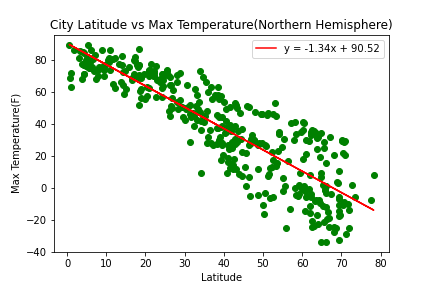 City Latitude vs Max Temperature(Northern Hemisphere)
y = -1.34x + 90.52
Max Temperature(F)
80
60
40
20
0
−20
−40
0 10 20 30 40 50 60 70 80
Latitude